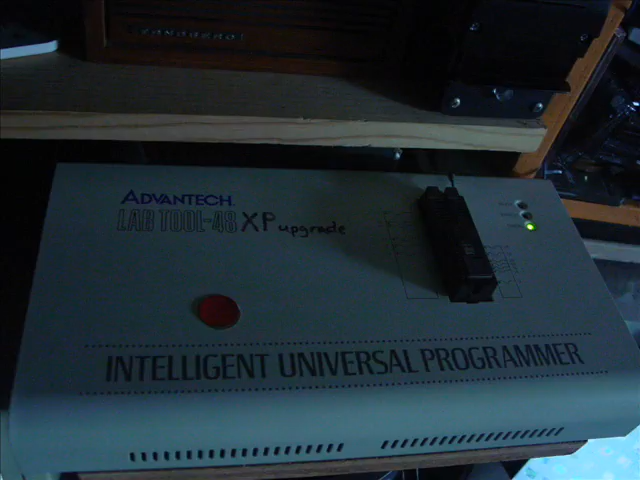 ADVANTECH
LAB TOOL-48 XP upgrade
INTELLIGENT UNIVERSAL PROGRAMMER